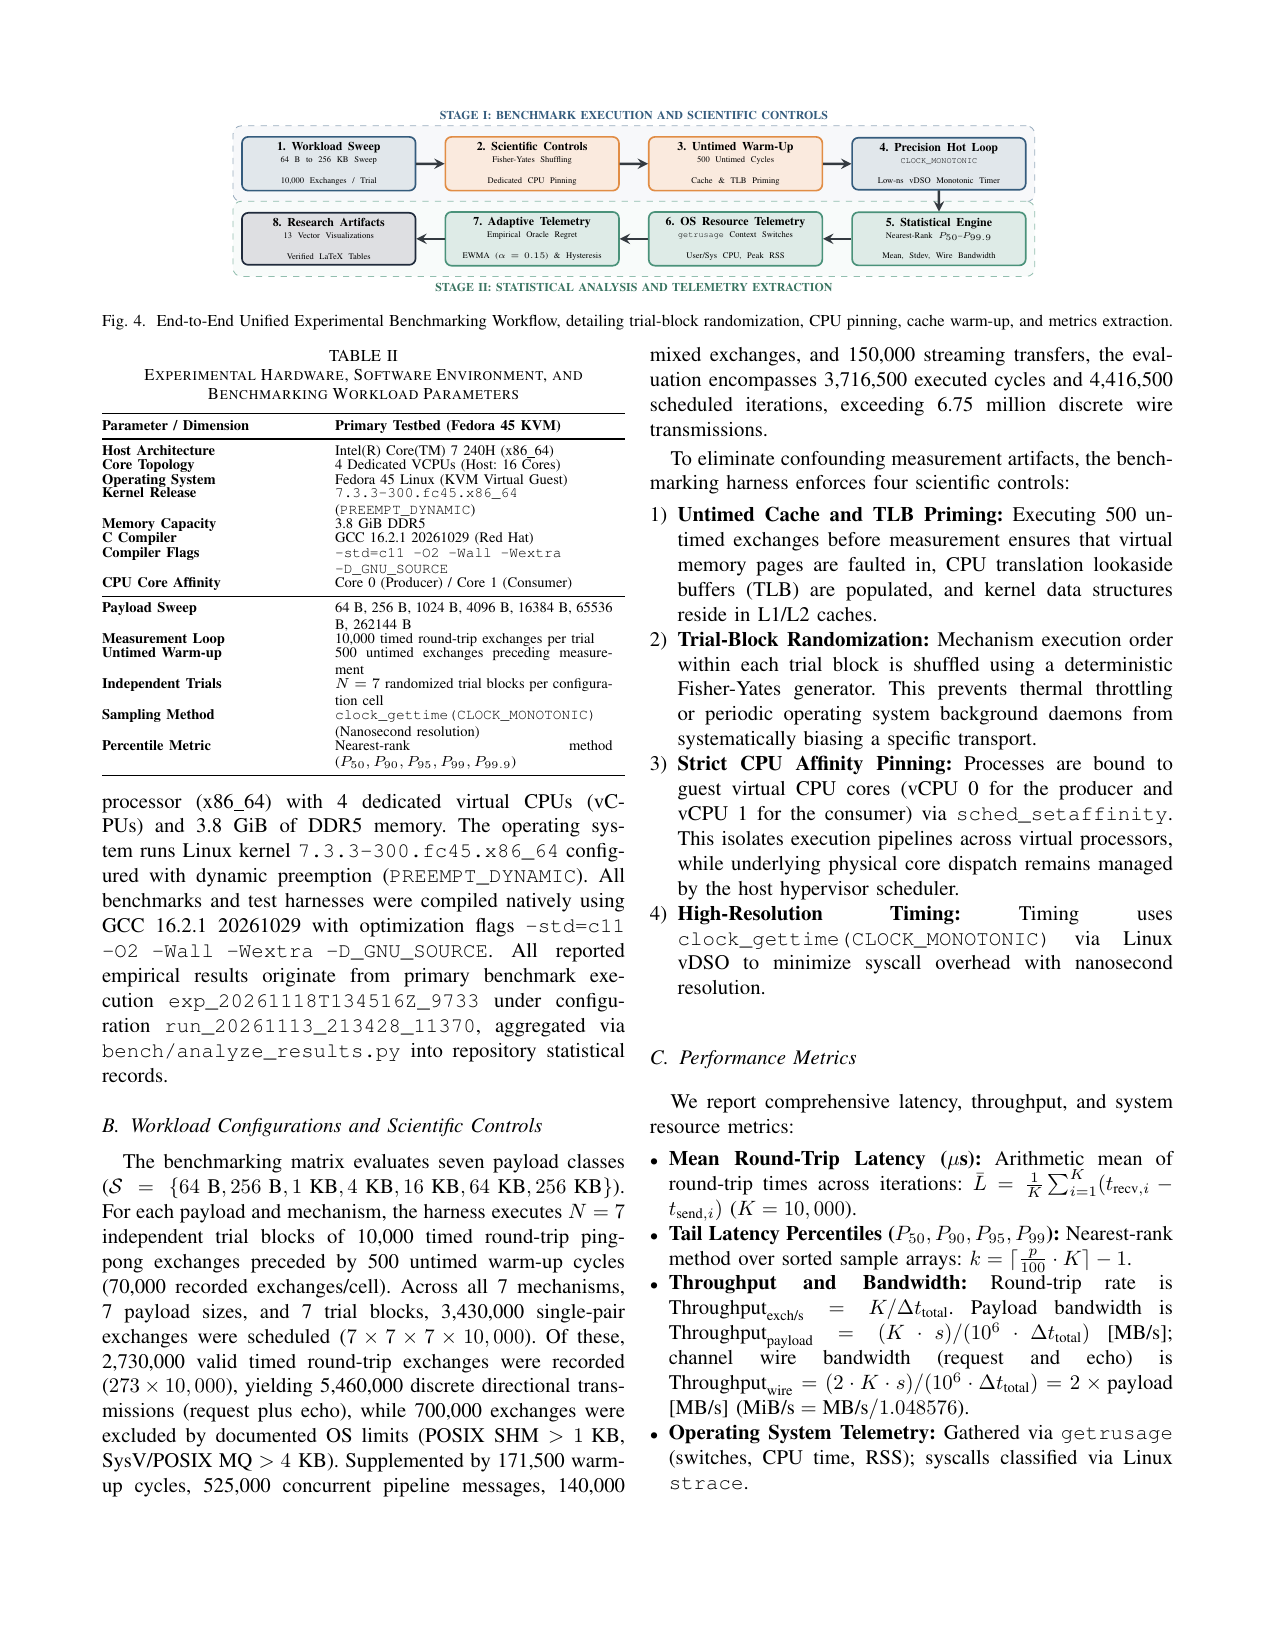 STAGE I: BENCHMARK EXECUTION AND SCIENTIFIC CONTROLS
1. Workload Sweep
64 B to 256 KB Sweep
10,000 Exchanges / Trial
2. Scientific Controls
Fisher-Yates Shuffling
Dedicated CPU Pinning
3. Untimed Warm-Up
500 Untimed Cycles
Cache & TLB Priming
4. Precision Hot Loop
CLOCK_MONOTONIC
Low-ns vDSO Monotonic Timer
8. Research Artifacts
13 Vector Visualizations
Verified LaTeX Tables
7. Adaptive Telemetry
Empirical Oracle Regret
EWMA (α = 0.15) & Hysteresis
6. OS Resource Telemetry
getrusage Context Switches
User/Sys CPU, Peak RSS
5. Statistical Engine
Nearest-Rank P50–P99.9
Mean, Stdev, Wire Bandwidth
STAGE II: STATISTICAL ANALYSIS AND TELEMETRY EXTRACTION
Fig. 4. End-to-End Unified Experimental Benchmarking Workflow, detailing trial-block randomization, CPU pinning, cache warm-up, and metrics extraction.
TABLE II
EXPERIMENTAL HARDWARE, SOFTWARE ENVIRONMENT, AND
BENCHMARKING WORKLOAD PARAMETERS
Parameter / Dimension Primary Testbed (Fedora 45 KVM)
Host Architecture Intel(R) Core(TM) 7 240H (x86_64)
Core Topology 4 Dedicated VCPUs (Host: 16 Cores)
Operating System Fedora 45 Linux (KVM Virtual Guest)
Kernel Release 7.3.3-300.fc45.x86_64
(PREEMPT_DYNAMIC)
Memory Capacity 3.8 GiB DDR5
C Compiler GCC 16.2.1 20261029 (Red Hat)
Compiler Flags -std=c11 -O2 -Wall -Wextra
-D_GNU_SOURCE
CPU Core Affinity Core 0 (Producer) / Core 1 (Consumer)
Payload Sweep 64 B, 256 B, 1024 B, 4096 B, 16384 B, 65536
B, 262144 B
Measurement Loop 10,000 timed round-trip exchanges per trial
Untimed Warm-up 500 untimed exchanges preceding measure-
ment
Independent Trials N = 7 randomized trial blocks per configura-
tion cell
Sampling Method clock_gettime(CLOCK_MONOTONIC)
(Nanosecond resolution)
Percentile Metric Nearest-rank method
(P50, P90, P95, P99, P99.9)
processor (x86_64) with 4 dedicated virtual CPUs (vC-
PUs) and 3.8 GiB of DDR5 memory. The operating sys-
tem runs Linux kernel 7.3.3-300.fc45.x86_64 config-
ured with dynamic preemption (PREEMPT_DYNAMIC). All
benchmarks and test harnesses were compiled natively using
GCC 16.2.1 20261029 with optimization flags -std=c11
-O2 -Wall -Wextra -D_GNU_SOURCE. All reported
empirical results originate from primary benchmark exe-
cution exp_20261118T134516Z_9733 under configu-
ration run_20261113_213428_11370, aggregated via
bench/analyze_results.py into repository statistical
records.
B. Workload Configurations and Scientific Controls
The benchmarking matrix evaluates seven payload classes
(S = {64 B, 256 B, 1 KB, 4 KB, 16 KB, 64 KB, 256 KB}).
For each payload and mechanism, the harness executes N = 7
independent trial blocks of 10,000 timed round-trip ping-
pong exchanges preceded by 500 untimed warm-up cycles
(70,000 recorded exchanges/cell). Across all 7 mechanisms,
7 payload sizes, and 7 trial blocks, 3,430,000 single-pair
exchanges were scheduled (7 × 7 × 7 × 10, 000). Of these,
2,730,000 valid timed round-trip exchanges were recorded
(273 × 10, 000), yielding 5,460,000 discrete directional trans-
missions (request plus echo), while 700,000 exchanges were
excluded by documented OS limits (POSIX SHM > 1 KB,
SysV/POSIX MQ > 4 KB). Supplemented by 171,500 warm-
up cycles, 525,000 concurrent pipeline messages, 140,000
mixed exchanges, and 150,000 streaming transfers, the eval-
uation encompasses 3,716,500 executed cycles and 4,416,500
scheduled iterations, exceeding 6.75 million discrete wire
transmissions.
To eliminate confounding measurement artifacts, the bench-
marking harness enforces four scientific controls:
1) Untimed Cache and TLB Priming: Executing 500 un-
timed exchanges before measurement ensures that virtual
memory pages are faulted in, CPU translation lookaside
buffers (TLB) are populated, and kernel data structures
reside in L1/L2 caches.
2) Trial-Block Randomization: Mechanism execution order
within each trial block is shuffled using a deterministic
Fisher-Yates generator. This prevents thermal throttling
or periodic operating system background daemons from
systematically biasing a specific transport.
3) Strict CPU Affinity Pinning: Processes are bound to
guest virtual CPU cores (vCPU 0 for the producer and
vCPU 1 for the consumer) via sched_setaffinity.
This isolates execution pipelines across virtual processors,
while underlying physical core dispatch remains managed
by the host hypervisor scheduler.
4) High-Resolution Timing: Timing uses
clock_gettime(CLOCK_MONOTONIC) via Linux
vDSO to minimize syscall overhead with nanosecond
resolution.
C. Performance Metrics
We report comprehensive latency, throughput, and system
resource metrics:
• Mean Round-Trip Latency (μs): Arithmetic mean of
round-trip times across iterations: L̄ = 1/K ∑_{i=1}^{K}(t_recv,i −
t_send,i) (K = 10, 000).
• Tail Latency Percentiles (P50, P90, P95, P99): Nearest-rank
method over sorted sample arrays: k = ⌈p/100 · K⌉ − 1.
• Throughput and Bandwidth: Round-trip rate is
Throughput_exch/s = K/Δt_total. Payload bandwidth is
Throughput_payload = (K · s)/(10⁶ · Δt_total) [MB/s];
channel wire bandwidth (request and echo) is
Throughput_wire = (2 · K · s)/(10⁶ · Δt_total) = 2 × payload
[MB/s] (MiB/s = MB/s/1.048576).
• Operating System Telemetry: Gathered via getrusage
(switches, CPU time, RSS); syscalls classified via Linux
strace.